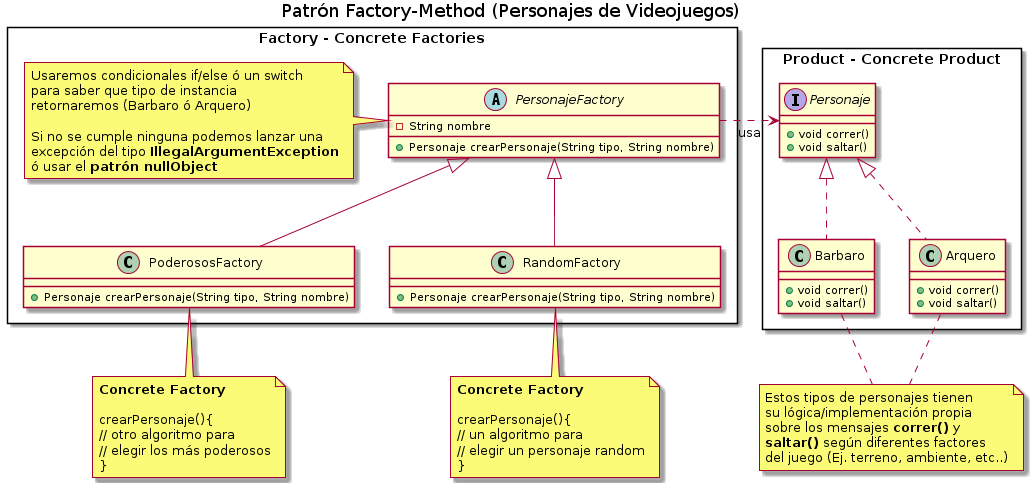 Patrón Factory-Method (Personajes de Videojuegos)
Factory - Concrete Factories
Usaremos condicionales if/else ó un switch
para saber que tipo de instancia
retornaremos (Barbaro ó Arquero)
Si no se cumple ninguna podemos lanzar una
excepción del tipo IllegalArgumentException
ó usar el patrón nullObject
A PersonajeFactory
String nombre
Personaje crearPersonaje(String tipo, String nombre)
usa
C PoderososFactory
Personaje crearPersonaje(String tipo, String nombre)
C RandomFactory
Personaje crearPersonaje(String tipo, String nombre)
Concrete Factory
crearPersonaje(){
// otro algoritmo para
// elegir los más poderosos
}
Concrete Factory
crearPersonaje(){
// un algoritmo para
// elegir un personaje random
}
Product - Concrete Product
I Personaje
void correr()
void saltar()
C Barbaro
void correr()
void saltar()
C Arquero
void correr()
void saltar()
Estos tipos de personajes tienen
su lógica/implementación propia
sobre los mensajes correr() y
saltar() según diferentes factores
del juego (Ej. terreno, ambiente, etc..)